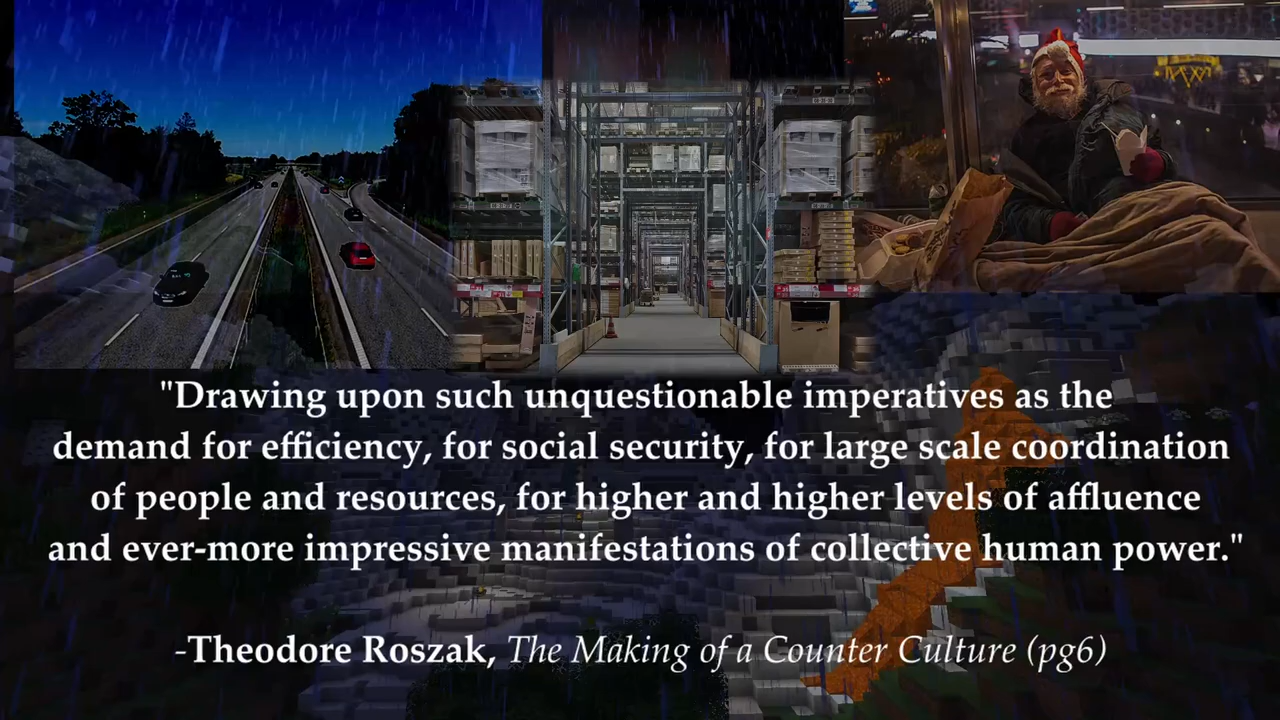 "Drawing upon such unquestionable imperatives as the
demand for efficiency, for social security, for large scale coordination
of people and resources, for higher and higher levels of affluence
and ever-more impressive manifestations of collective human power."
-Theodore Roszak, The Making of a Counter Culture (pg6)